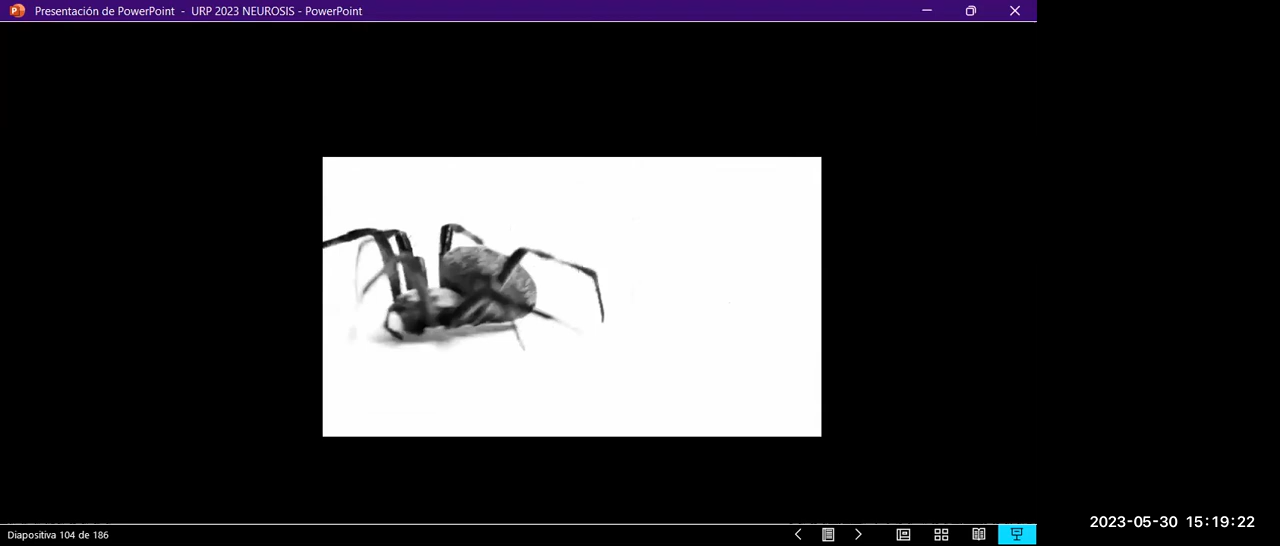 Presentación de PowerPoint - URP 2023 NEUROSIS - PowerPoint
Diapositiva 104 de 186
2023-05-30 15:19:22